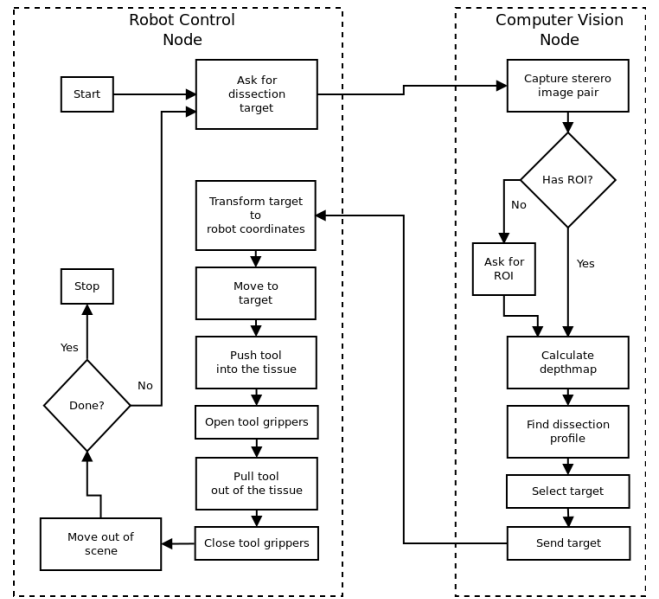 Robot Control
Node
Start
Ask for
dissection
target
Transform target
to
robot coordinates
Move to
target
Push tool
into the tissue
Open tool grippers
Pull tool
out of the tissue
Close tool grippers
Move out of
scene
Done?
Yes
No
Stop
Computer Vision
Node
Capture sterero
image pair
Has ROI?
No
Yes
Ask for
ROI
Calculate
depthmap
Find dissection
profile
Select target
Send target